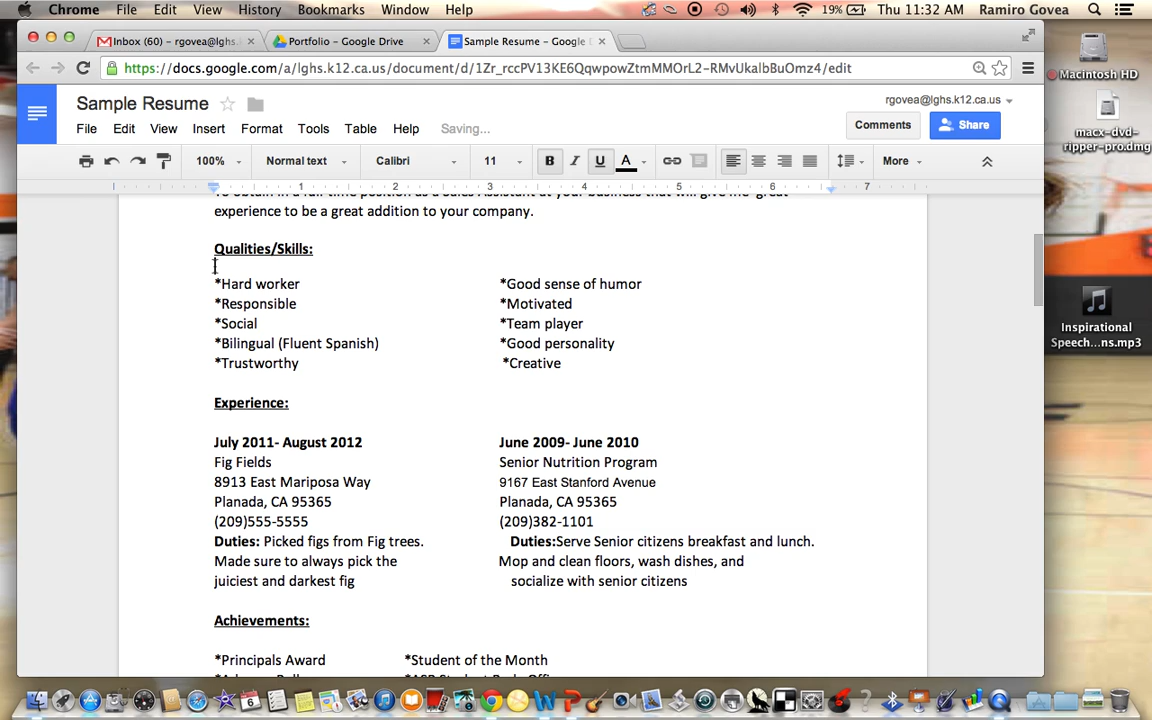 Chrome File Edit View History Bookmarks Window Help 19% Thu 11:32 AM Ramiro Govea
Inbox (60) – rgovea@lghs. Portfolio – Google Drive Sample Resume – Google
https://docs.google.com/a/lghs.k12.ca.us/document/d/1Zr_rccPV13KE6QqwpowZtmMMOrL2-RMvUkalbBuOmz4/edit
Macintosh HD
Sample Resume
rgovea@lghs.k12.ca.us
File Edit View Insert Format Tools Table Help Saving...
Comments Share
macx-dvd-
ripper-pro.dmg
100% Normal text Calibri 11 B I U A More
1 2 3 4 5 6 7
experience to be a great addition to your company.
Qualities/Skills:
*Hard worker *Good sense of humor
*Responsible *Motivated
*Social *Team player
*Bilingual (Fluent Spanish) *Good personality
*Trustworthy *Creative
Inspirational
Speech...ns.mp3
Experience:
July 2011- August 2012 June 2009- June 2010
Fig Fields Senior Nutrition Program
8913 East Mariposa Way 9167 East Stanford Avenue
Planada, CA 95365 Planada, CA 95365
(209)555-5555 (209)382-1101
Duties: Picked figs from Fig trees. Duties:Serve Senior citizens breakfast and lunch.
Made sure to always pick the Mop and clean floors, wash dishes, and
juiciest and darkest fig socialize with senior citizens
Achievements:
*Principals Award *Student of the Month